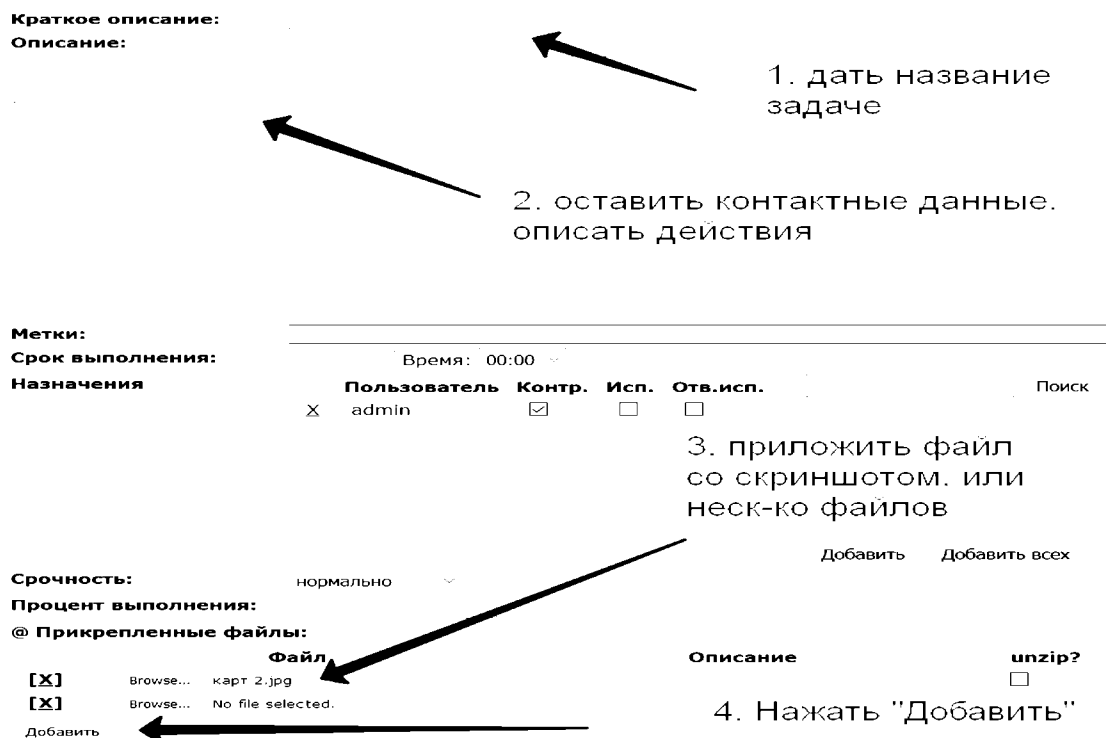 Краткое описание:
Описание:
1. дать название
задаче
2. оставить контактные данные.
описать действия
Метки:
Срок выполнения: Время: 00:00
Назначения Пользователь Контр. Исп. Отв.исп. Поиск
X admin
3. приложить файл
со скриншотом. или
неск-ко файлов
Добавить Добавить всех
Срочность: нормально
Процент выполнения:
@ Прикрепленные файлы:
Файл Описание unzip?
[X] Browse... карт 2.jpg
[X] Browse... No file selected.
4. Нажать "Добавить"
Добавить